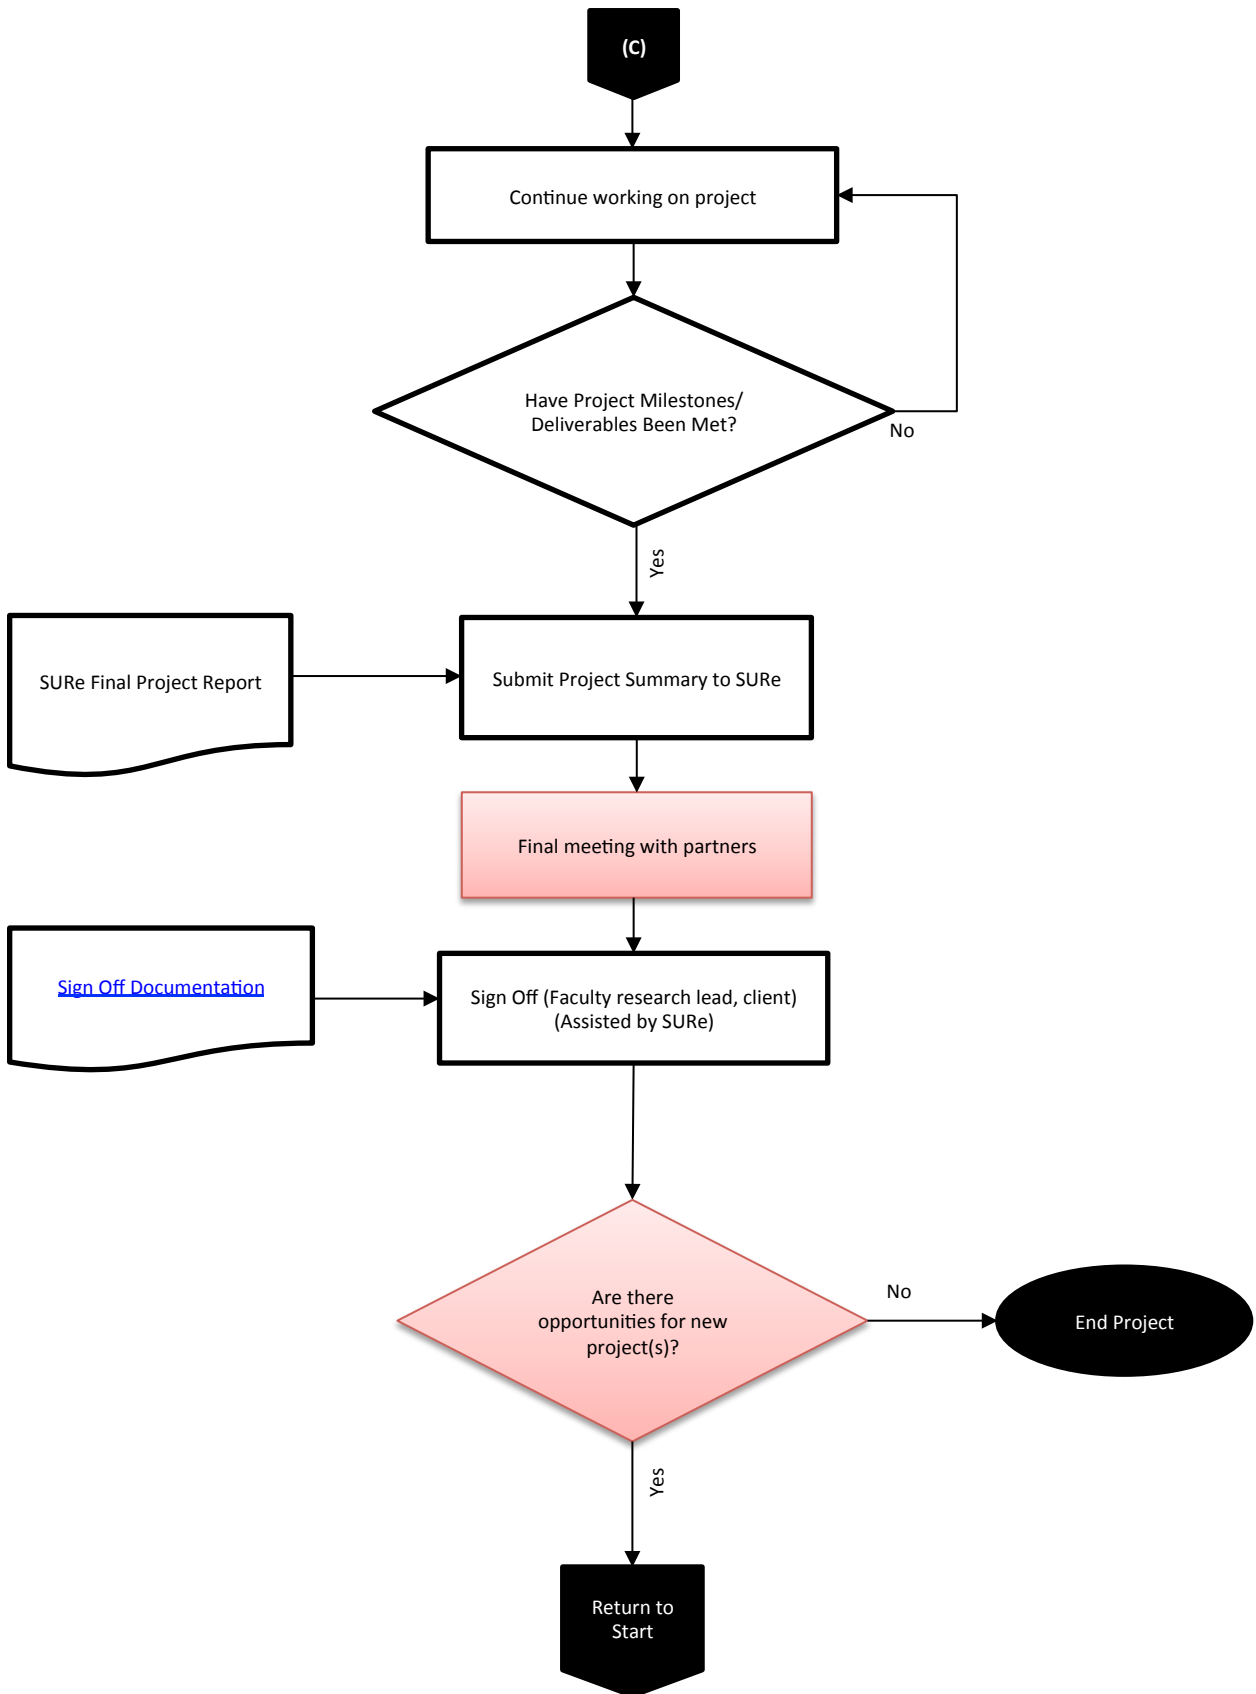 (C)
Continue working on project
Have Project Milestones/
Deliverables Been Met?
No
Yes
SURe Final Project Report
Submit Project Summary to SURe
Final meeting with partners
Sign Off Documentation
Sign Off (Faculty research lead, client)
(Assisted by SURe)
Are there
opportunities for new
project(s)?
No
End Project
Yes
Return to
Start